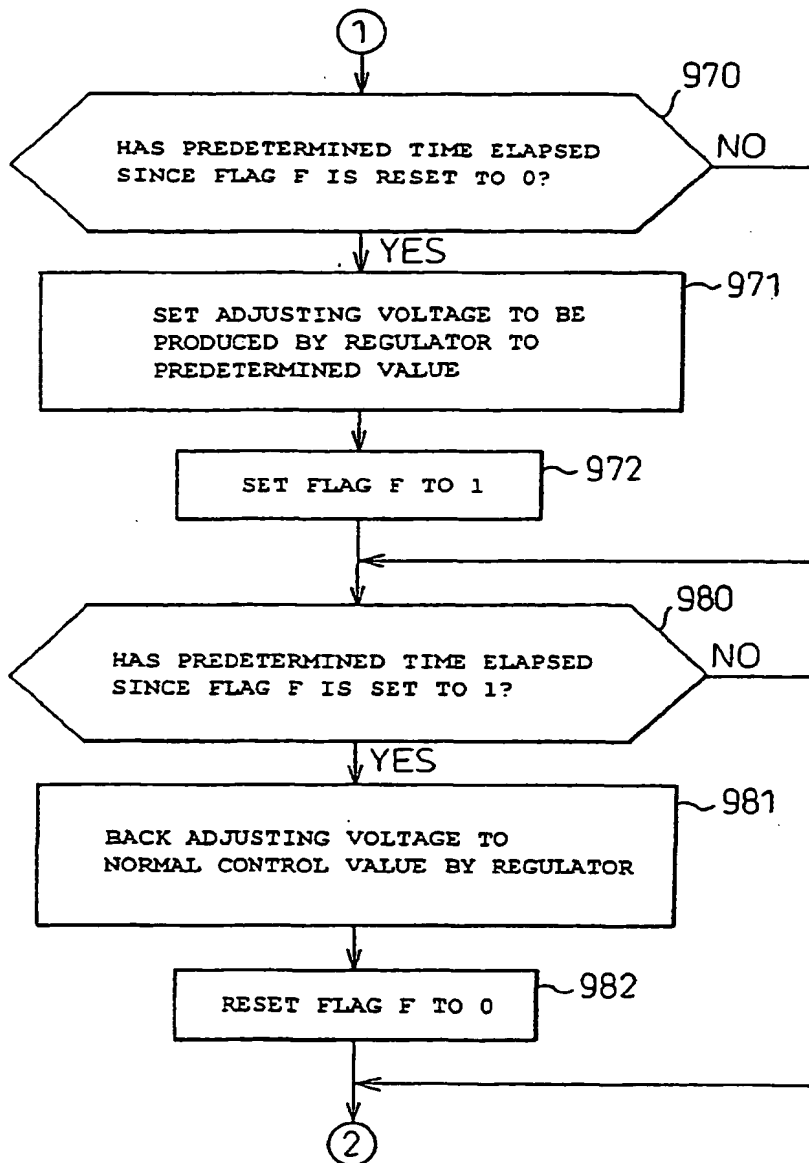 1
970
HAS PREDETERMINED TIME ELAPSED
SINCE FLAG F IS RESET TO 0?
NO
YES
971
SET ADJUSTING VOLTAGE TO BE
PRODUCED BY REGULATOR TO
PREDETERMINED VALUE
972
SET FLAG F TO 1
980
HAS PREDETERMINED TIME ELAPSED
SINCE FLAG F IS SET TO 1?
NO
YES
981
BACK ADJUSTING VOLTAGE TO
NORMAL CONTROL VALUE BY REGULATOR
982
RESET FLAG F TO 0
2